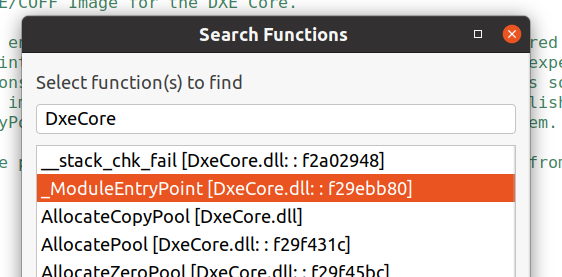 E/COFF Image for the DXE Core.
Search Functions
Select function(s) to find
DxeCore
__stack_chk_fail [DxeCore.dll: : f2a02948]
_ModuleEntryPoint [DxeCore.dll: : f29ebb80]
AllocateCopyPool [DxeCore.dll]
AllocatePool [DxeCore.dll: : f29f431c]
AllocateZeroPool [DxeCore.dll: : f29f45bc]